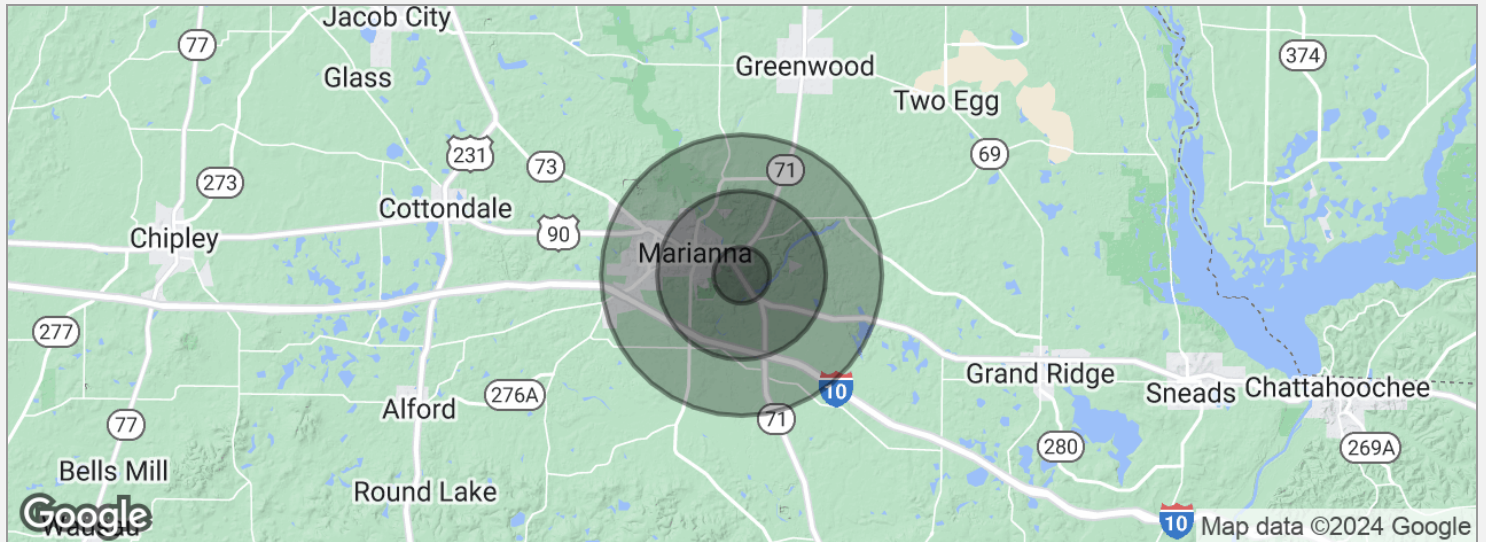 Jacob City
77
374
Greenwood
Glass
Two Egg
231
73
69
71
273
Cottondale
90
Chipley
Marianna
277
Grand Ridge
10
Sneads
Chattahoochee
276A
Alford
71
77
280
269A
Bells Mill
Round Lake
Google
Wausau
10
Map data ©2024 Google